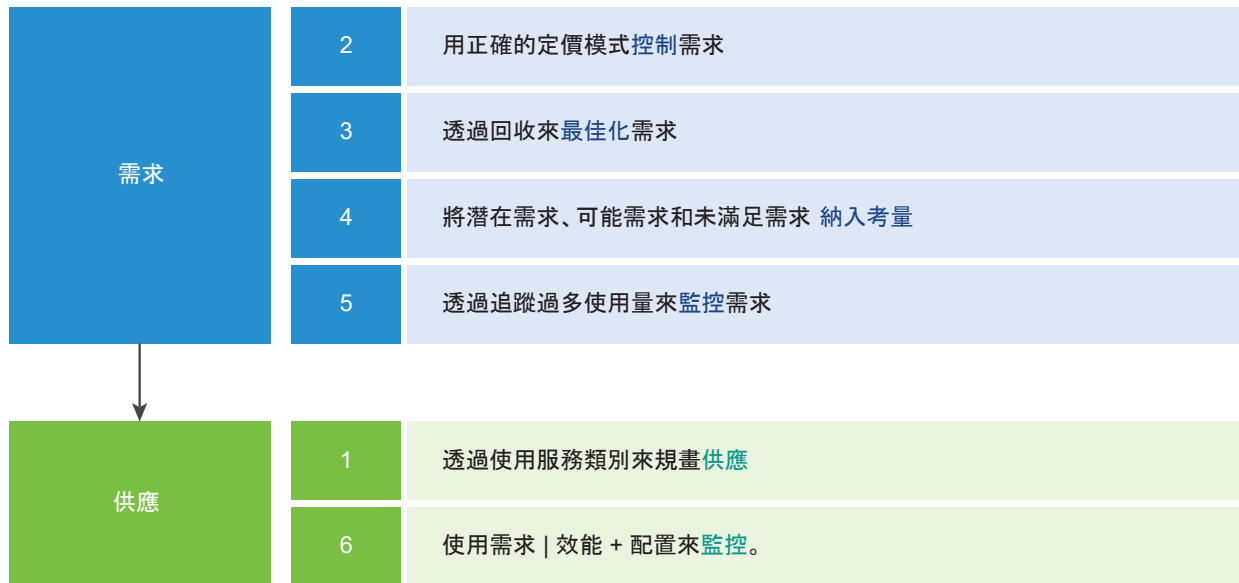 需求
2
用正確的定價模式控制需求
3
透過回收來最佳化需求
4
將潛在需求、可能需求和未滿足需求 納入考量
5
透過追蹤過多使用量來監控需求
供應
1
透過使用服務類別來規畫供應
6
使用需求 | 效能 + 配置來監控。